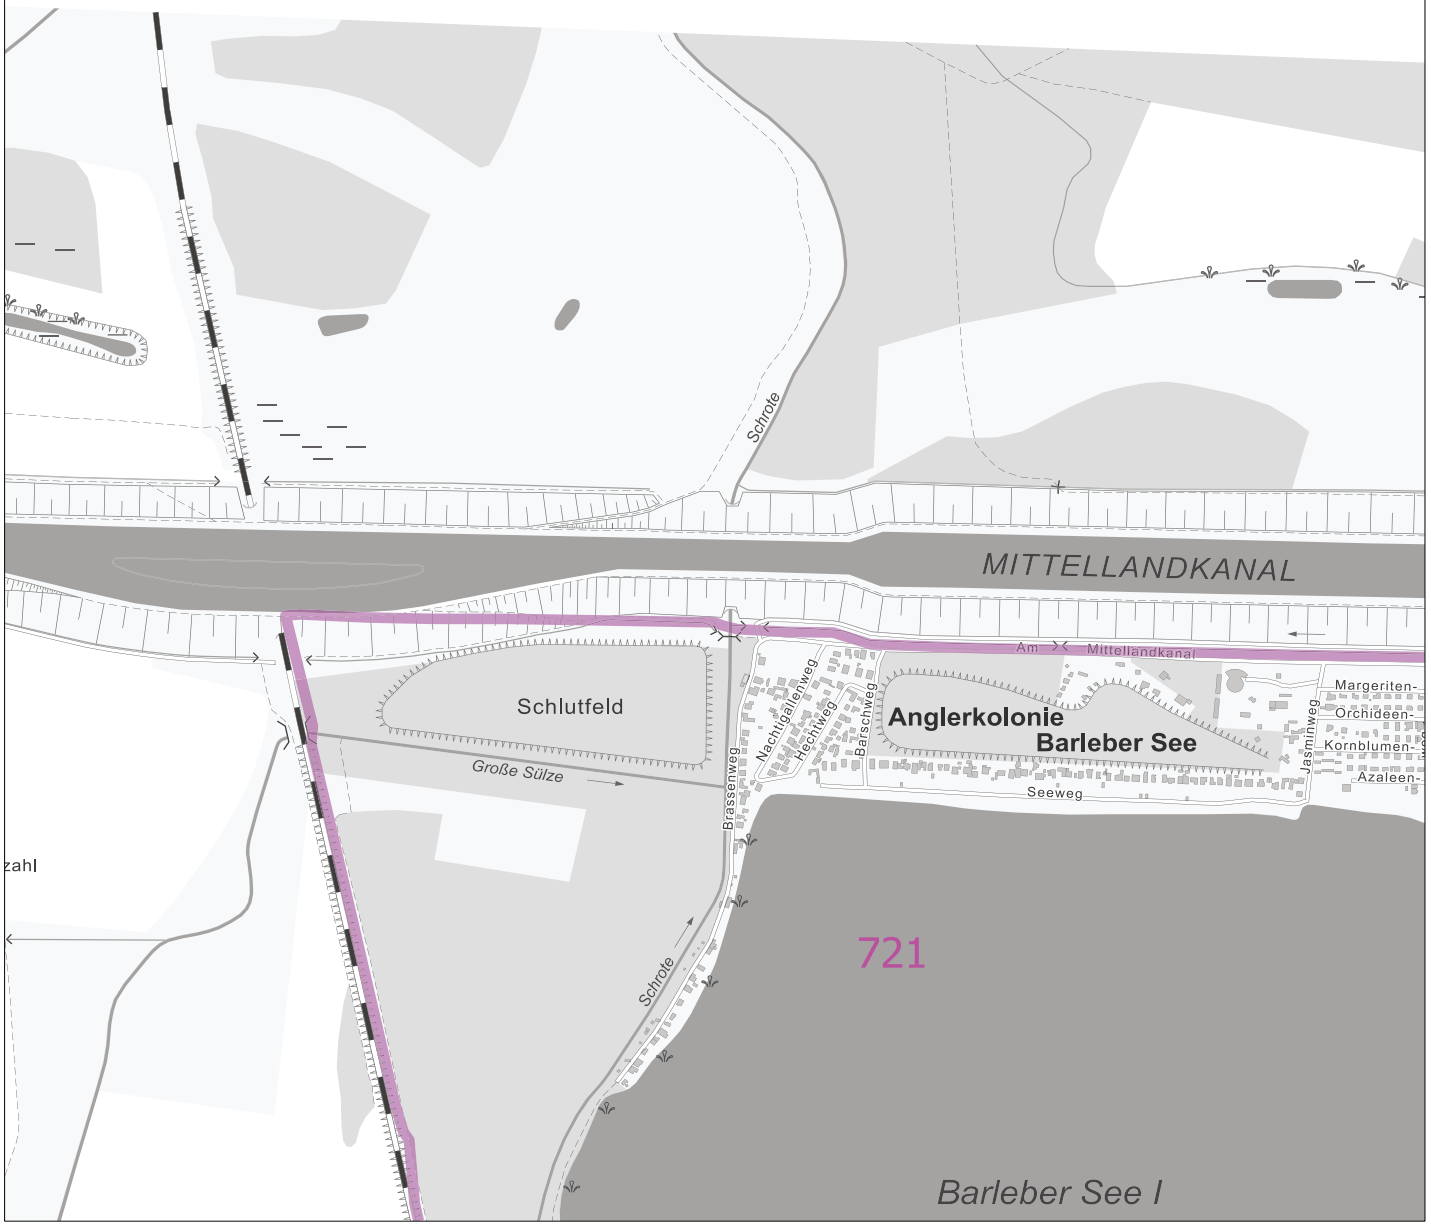 Schrote
MITTELLANDKANAL
Am Mittellandkanal
Schlutfeld
Große Sülze
Nachtigallenweg
Hechtweg
Barschweg
Brassenweg
Anglerkolonie
Barleber See
Seeweg
Jasminweg
Margeriten-
Orchideen-
Kornblumen-
weg
Azaleen-
zahl
Schrote
721
Barleber See I